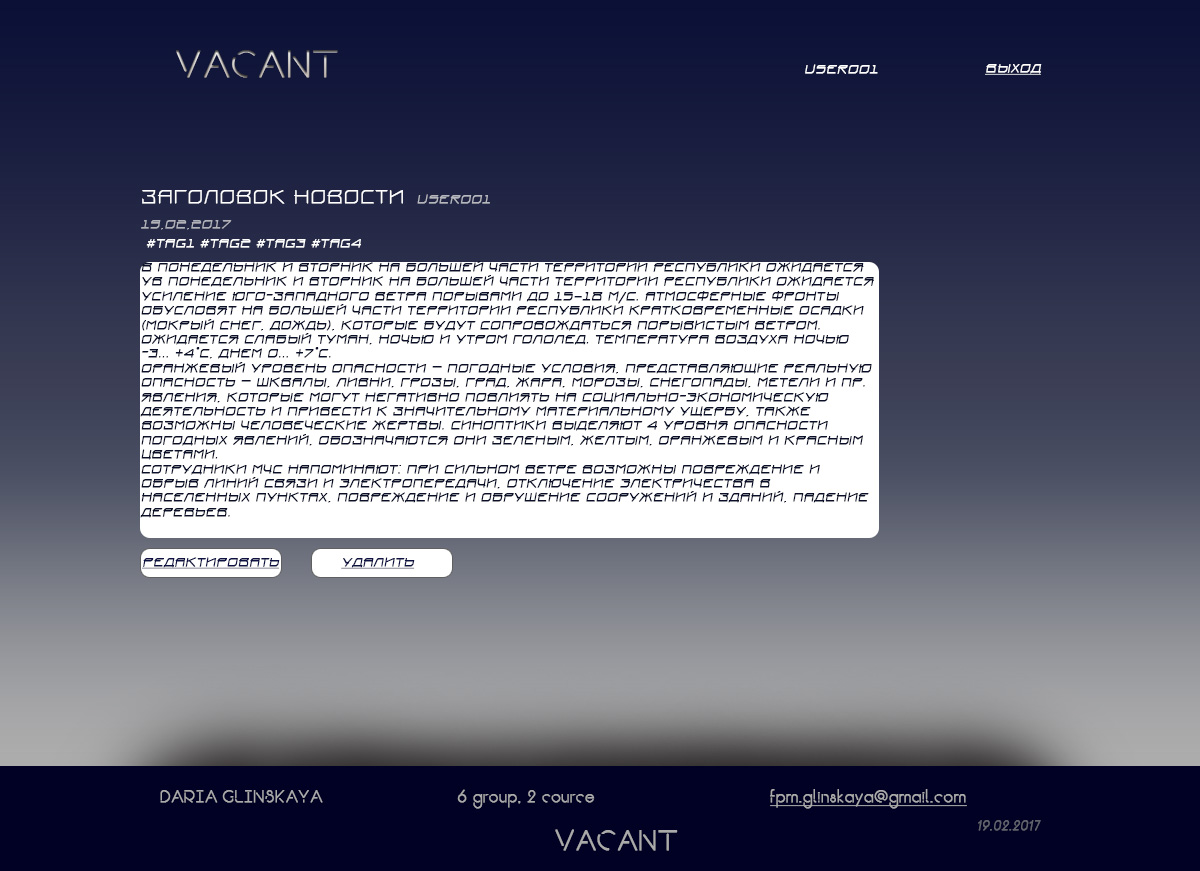 VACANT
USER001
ВЫХОД
ЗАГОЛОВОК НОВОСТИ USER001
19.02.2017
#TAG1 #TAG2 #TAG3 #TAG4
В ПОНЕДЕЛЬНИК И ВТОРНИК НА БОЛЬШЕЙ ЧАСТИ ТЕРРИТОРИИ РЕСПУБЛИКИ ОЖИДАЕТСЯ
УВ ПОНЕДЕЛЬНИК И ВТОРНИК НА БОЛЬШЕЙ ЧАСТИ ТЕРРИТОРИИ РЕСПУБЛИКИ ОЖИДАЕТСЯ
УСИЛЕНИЕ ЮГО-ЗАПАДНОГО ВЕТРА ПОРЫВАМИ ДО 15–18 М/С. АТМОСФЕРНЫЕ ФРОНТЫ
ОБУСЛОВЯТ НА БОЛЬШЕЙ ЧАСТИ ТЕРРИТОРИИ РЕСПУБЛИКИ КРАТКОВРЕМЕННЫЕ ОСАДКИ
(МОКРЫЙ СНЕГ, ДОЖДЬ), КОТОРЫЕ БУДУТ СОПРОВОЖДАТЬСЯ ПОРЫВИСТЫМ ВЕТРОМ.
ОЖИДАЕТСЯ СЛАБЫЙ ТУМАН, НОЧЬЮ И УТРОМ ГОЛОЛЕД. ТЕМПЕРАТУРА ВОЗДУХА НОЧЬЮ
-3... +4°С, ДНЕМ 0... +7°С.
ОРАНЖЕВЫЙ УРОВЕНЬ ОПАСНОСТИ – ПОГОДНЫЕ УСЛОВИЯ, ПРЕДСТАВЛЯЮЩИЕ РЕАЛЬНУЮ
ОПАСНОСТЬ – ШКВАЛЫ, ЛИВНИ, ГРОЗЫ, ГРАД, ЖАРА, МОРОЗЫ, СНЕГОПАДЫ, МЕТЕЛИ И ПР.
ЯВЛЕНИЯ, КОТОРЫЕ МОГУТ НЕГАТИВНО ПОВЛИЯТЬ НА СОЦИАЛЬНО-ЭКОНОМИЧЕСКУЮ
ДЕЯТЕЛЬНОСТЬ И ПРИВЕСТИ К ЗНАЧИТЕЛЬНОМУ МАТЕРИАЛЬНОМУ УЩЕРБУ, ТАКЖЕ
ВОЗМОЖНЫ ЧЕЛОВЕЧЕСКИЕ ЖЕРТВЫ. СИНОПТИКИ ВЫДЕЛЯЮТ 4 УРОВНЯ ОПАСНОСТИ
ПОГОДНЫХ ЯВЛЕНИЙ, ОБОЗНАЧАЮТСЯ ОНИ ЗЕЛЕНЫМ, ЖЕЛТЫМ, ОРАНЖЕВЫМ И КРАСНЫМ
ЦВЕТАМИ.
СОТРУДНИКИ МЧС НАПОМИНАЮТ: ПРИ СИЛЬНОМ ВЕТРЕ ВОЗМОЖНЫ ПОВРЕЖДЕНИЕ И
ОБРЫВ ЛИНИЙ СВЯЗИ И ЭЛЕКТРОПЕРЕДАЧИ, ОТКЛЮЧЕНИЕ ЭЛЕКТРИЧЕСТВА В
НАСЕЛЕННЫХ ПУНКТАХ, ПОВРЕЖДЕНИЕ И ОБРУШЕНИЕ СООРУЖЕНИЙ И ЗДАНИЙ, ПАДЕНИЕ
ДЕРЕВЬЕВ.
РЕДАКТИРОВАТЬ
УДАЛИТЬ
DARIA GLINSKAYA
6 group, 2 cource
fpm.glinskaya@gmail.com
19.02.2017
VACANT